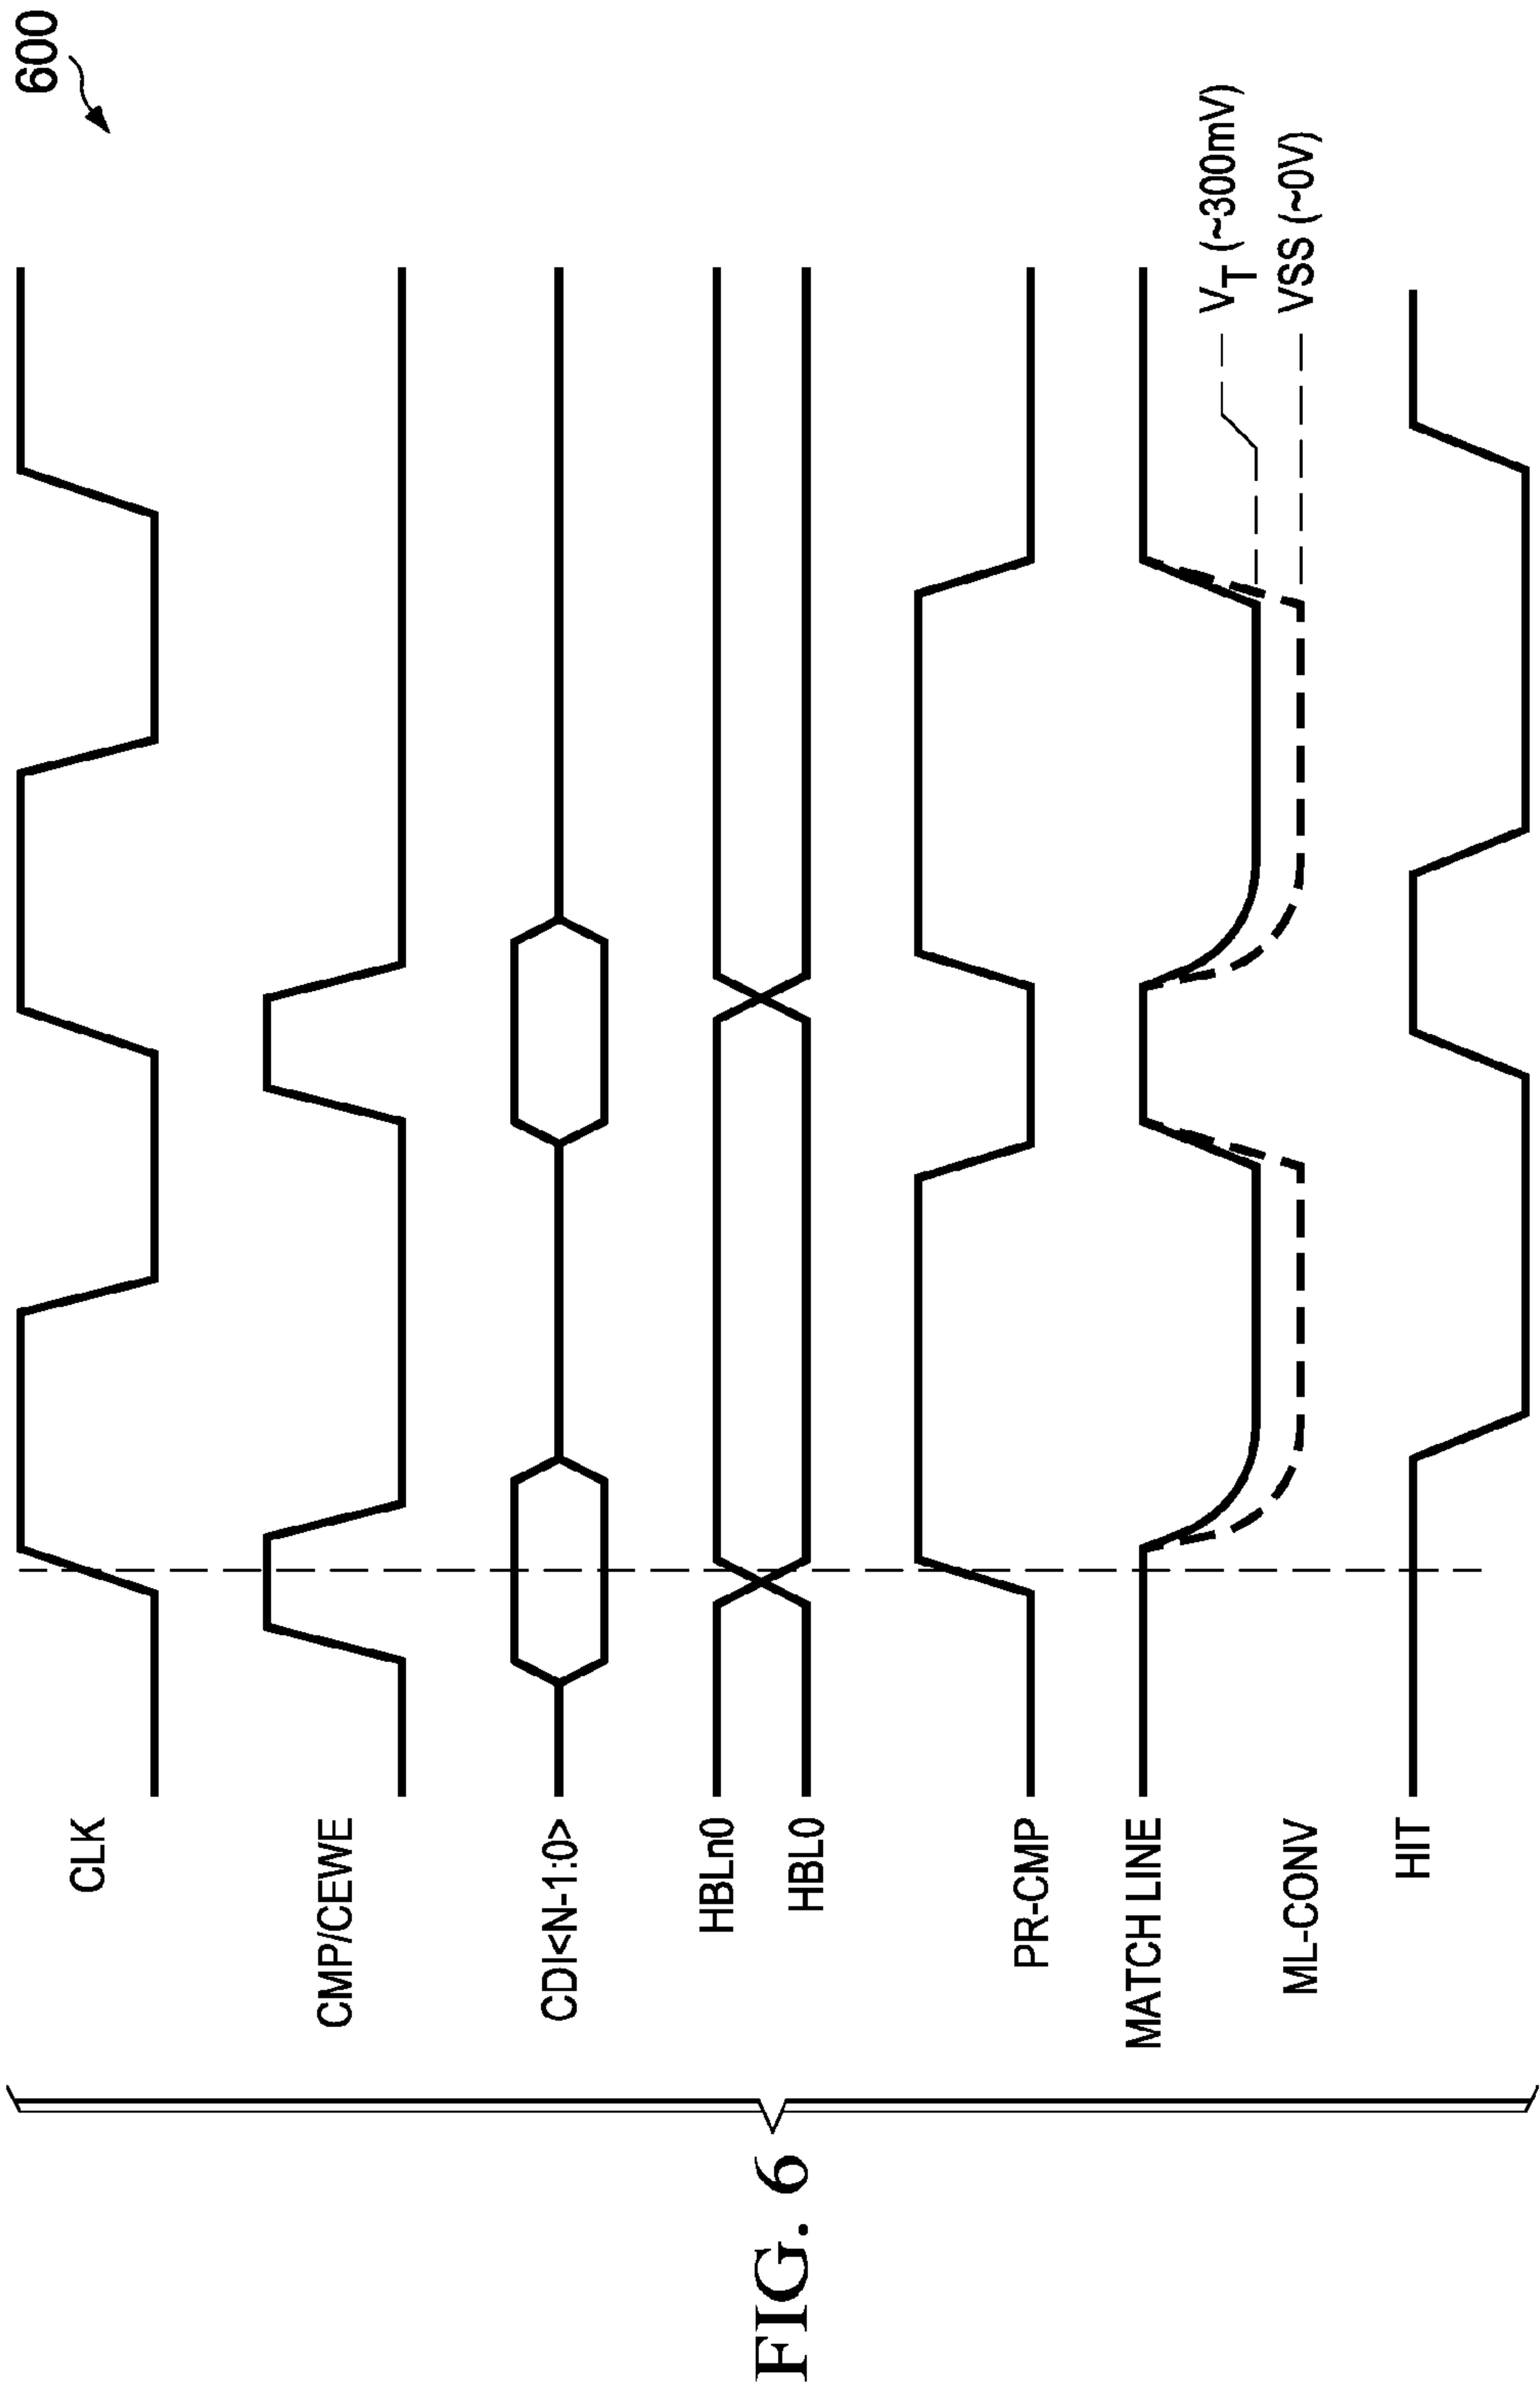 600
CLK
CMP/CEWE
CDI<N-1:0>
HBLn0
HBL0
PR-CMP
MATCH LINE
V_T (~300mV)
ML-CONV
VSS (~0V)
HIT
FIG. 6